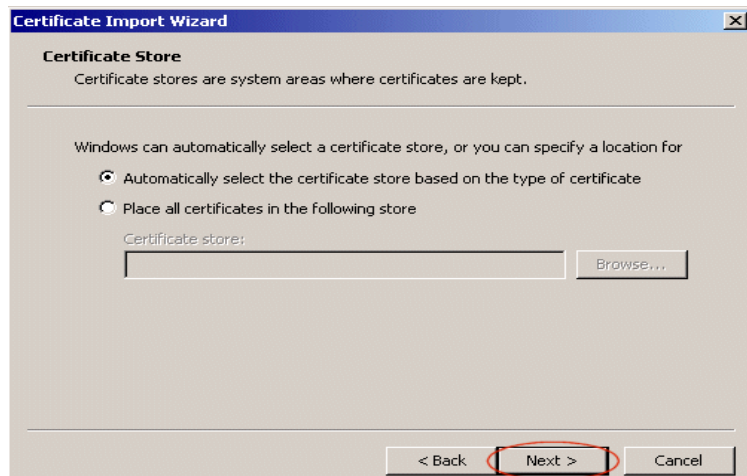 Certificate Import Wizard
Certificate Store
Certificate stores are system areas where certificates are kept.
Windows can automatically select a certificate store, or you can specify a location for
Automatically select the certificate store based on the type of certificate
Place all certificates in the following store
Certificate store:
Browse...
< Back Next > Cancel